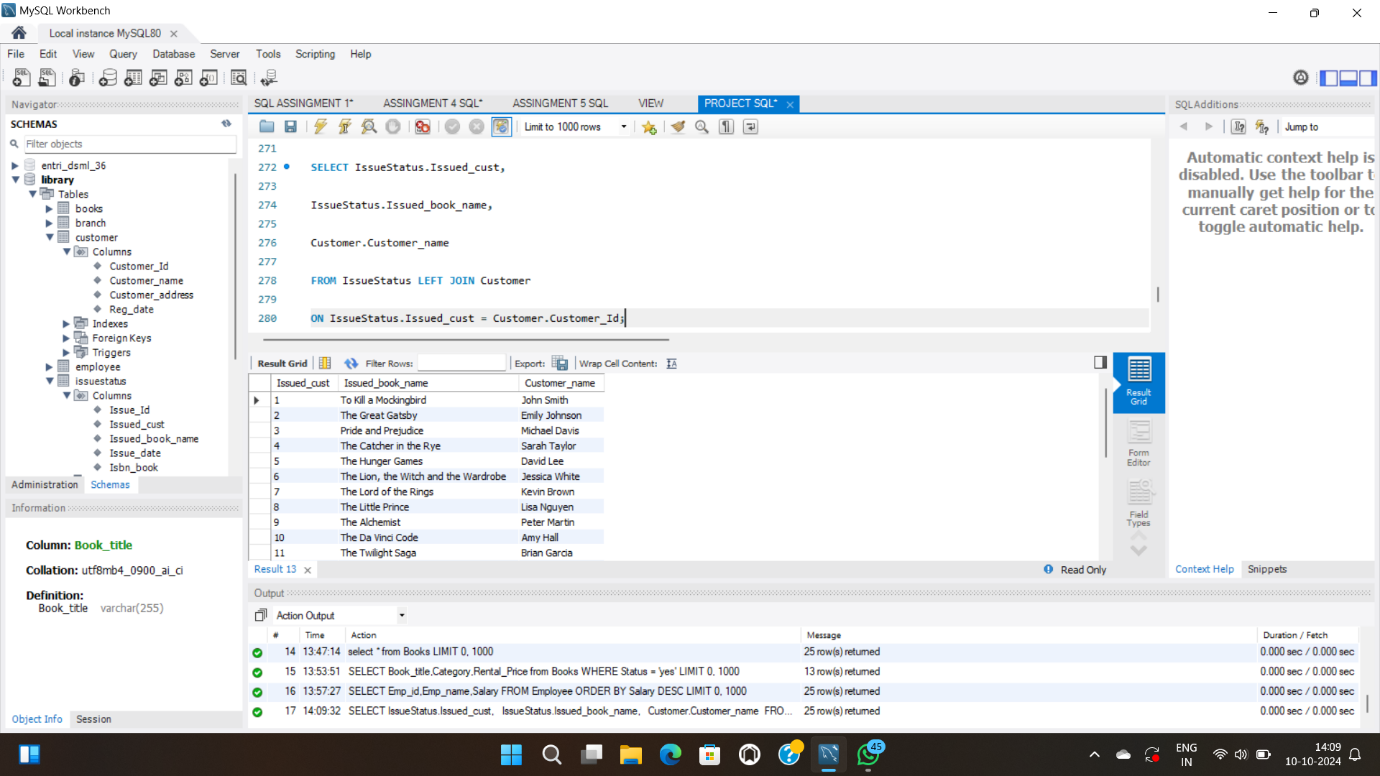 MySQL Workbench
Local instance MySQL80
File Edit View Query Database Server Tools Scripting Help
Navigator
SCHEMAS
Filter objects
entri_dsml_36
library
Tables
books
branch
customer
Columns
Customer_Id
Customer_name
Customer_address
Reg_date
Indexes
Foreign Keys
Triggers
employee
issuestatus
Columns
Issue_Id
Issued_cust
Issued_book_name
Issue_date
Isbn_book
Administration Schemas
Information
Column: Book_title
Collation: utf8mb4_0900_ai_ci
Definition:
Book_title varchar(255)
Object Info Session
SQL ASSINGMENT 1* ASSINGMENT 4 SQL* ASSINGMENT 5 SQL VIEW PROJECT SQL*
Limit to 1000 rows
271
272 SELECT IssueStatus.Issued_cust,
273
274 IssueStatus.Issued_book_name,
275
276 Customer.Customer_name
277
278 FROM IssueStatus LEFT JOIN Customer
279
280 ON IssueStatus.Issued_cust = Customer.Customer_Id;
Result Grid Filter Rows: Export: Wrap Cell Content:
Issued_cust Issued_book_name Customer_name
1 To Kill a Mockingbird John Smith
2 The Great Gatsby Emily Johnson
3 Pride and Prejudice Michael Davis
4 The Catcher in the Rye Sarah Taylor
5 The Hunger Games David Lee
6 The Lion, the Witch and the Wardrobe Jessica White
7 The Lord of the Rings Kevin Brown
8 The Little Prince Lisa Nguyen
9 The Alchemist Peter Martin
10 The Da Vinci Code Amy Hall
11 The Twilight Saga Brian Garcia
Result Grid
Form Editor
Field Types
Result 13 Read Only
Output
Action Output
# Time Action Message Duration / Fetch
14 13:47:14 select * from Books LIMIT 0, 1000 25 row(s) returned 0.000 sec / 0.000 sec
15 13:53:51 SELECT Book_title,Category,Rental_Price from Books WHERE Status = 'yes' LIMIT 0, 1000 13 row(s) returned 0.000 sec / 0.000 sec
16 13:57:27 SELECT Emp_id,Emp_name,Salary FROM Employee ORDER BY Salary DESC LIMIT 0, 1000 25 row(s) returned 0.000 sec / 0.000 sec
17 14:09:32 SELECT IssueStatus.Issued_cust, IssueStatus.Issued_book_name, Customer.Customer_name FRO... 25 row(s) returned 0.000 sec / 0.000 sec
SQLAdditions
Jump to
Automatic context help is
disabled. Use the toolbar t
manually get help for the
current caret position or to
toggle automatic help.
Context Help Snippets
45
ENG
IN
14:09
10-10-2024